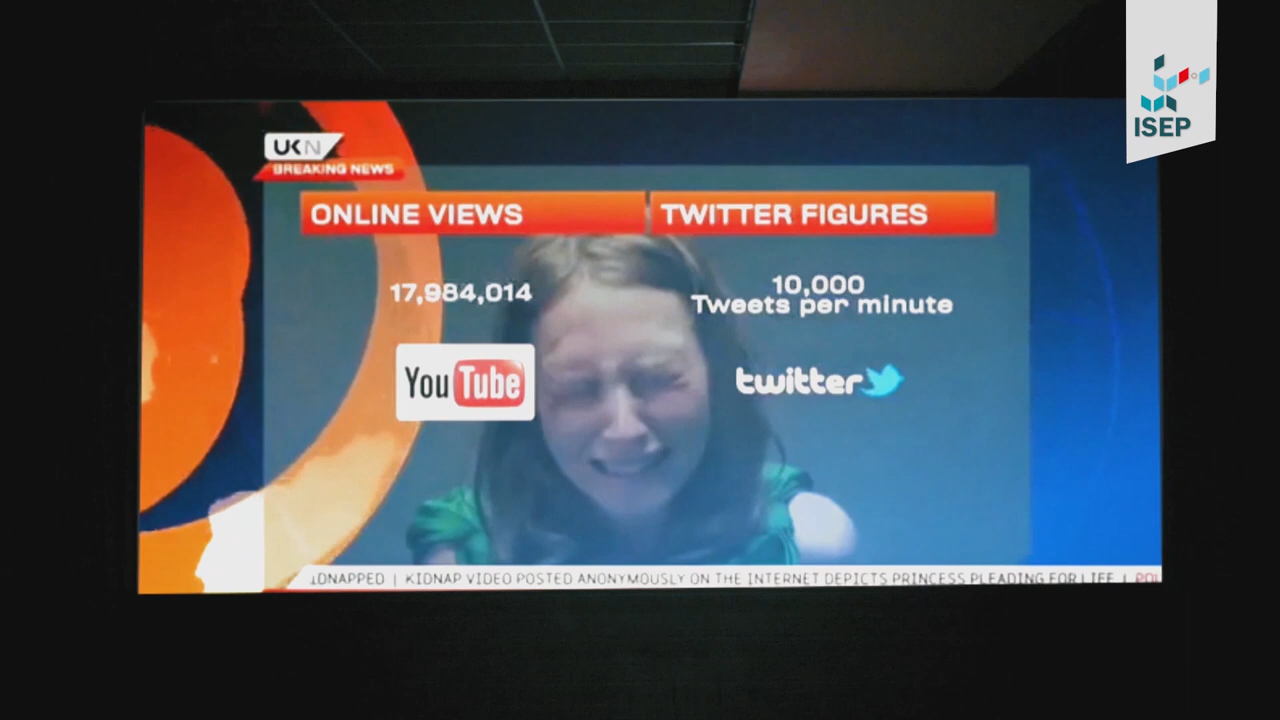 ISEP
UKN
BREAKING NEWS
ONLINE VIEWS
TWITTER FIGURES
17,984,014
10,000
Tweets per minute
YouTube
twitter
KIDNAP VIDEO POSTED ANONYMOUSLY ON THE INTERNET DEPICTS PRINCESS PLEADING FOR LIFE